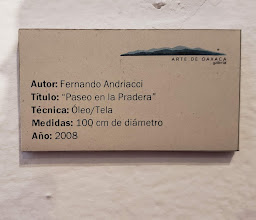 ARTE DE OAXACA
galería
Autor: Fernando Andriacci
Título: "Paseo en la Pradera"
Técnica: Óleo/Tela
Medidas: 100 cm de diámetro
Año: 2008